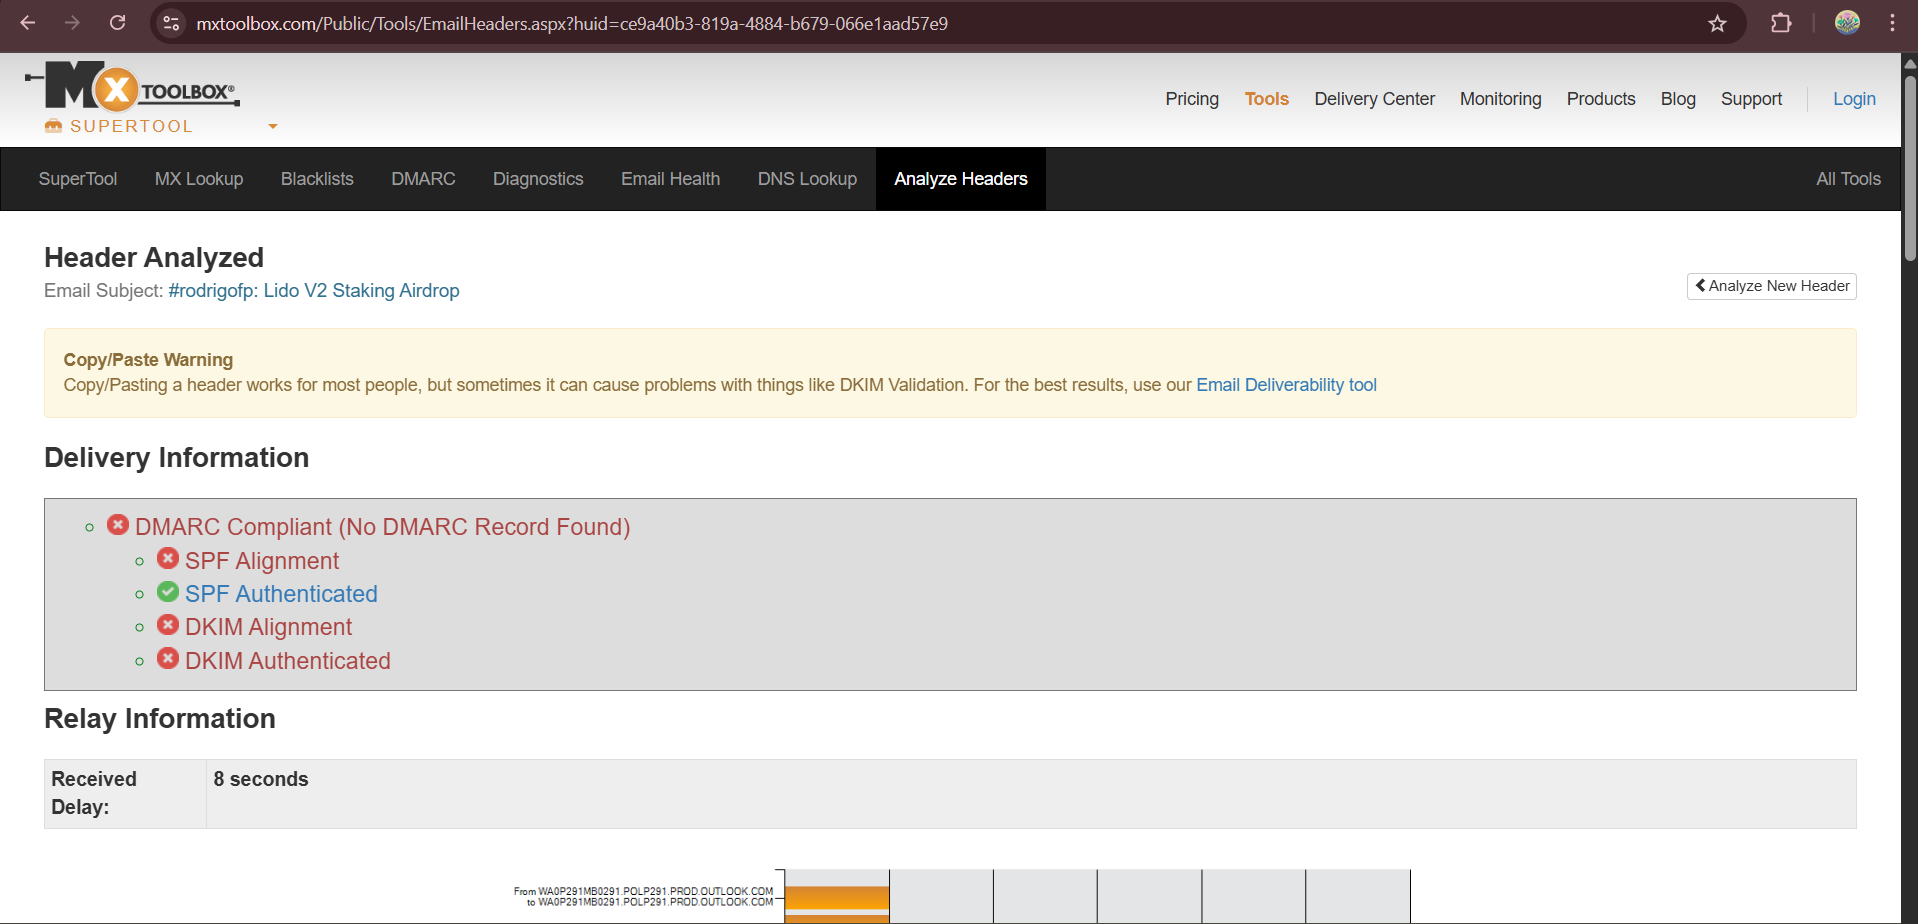 mxtoolbox.com/Public/Tools/EmailHeaders.aspx?huid=ce9a40b3-819a-4884-b679-066e1aad57e9
MX TOOLBOX®
SUPERTOOL
Pricing Tools Delivery Center Monitoring Products Blog Support Login
SuperTool MX Lookup Blacklists DMARC Diagnostics Email Health DNS Lookup Analyze Headers All Tools
Header Analyzed
Email Subject: #rodrigofp: Lido V2 Staking Airdrop
Analyze New Header
Copy/Paste Warning
Copy/Pasting a header works for most people, but sometimes it can cause problems with things like DKIM Validation. For the best results, use our Email Deliverability tool
Delivery Information
DMARC Compliant (No DMARC Record Found)
SPF Alignment
SPF Authenticated
DKIM Alignment
DKIM Authenticated
Relay Information
Received Delay:
8 seconds
From WA0P291MB0291.POLP291.PROD.OUTLOOK.COM
to WA0P291MB0291.POLP291.PROD.OUTLOOK.COM